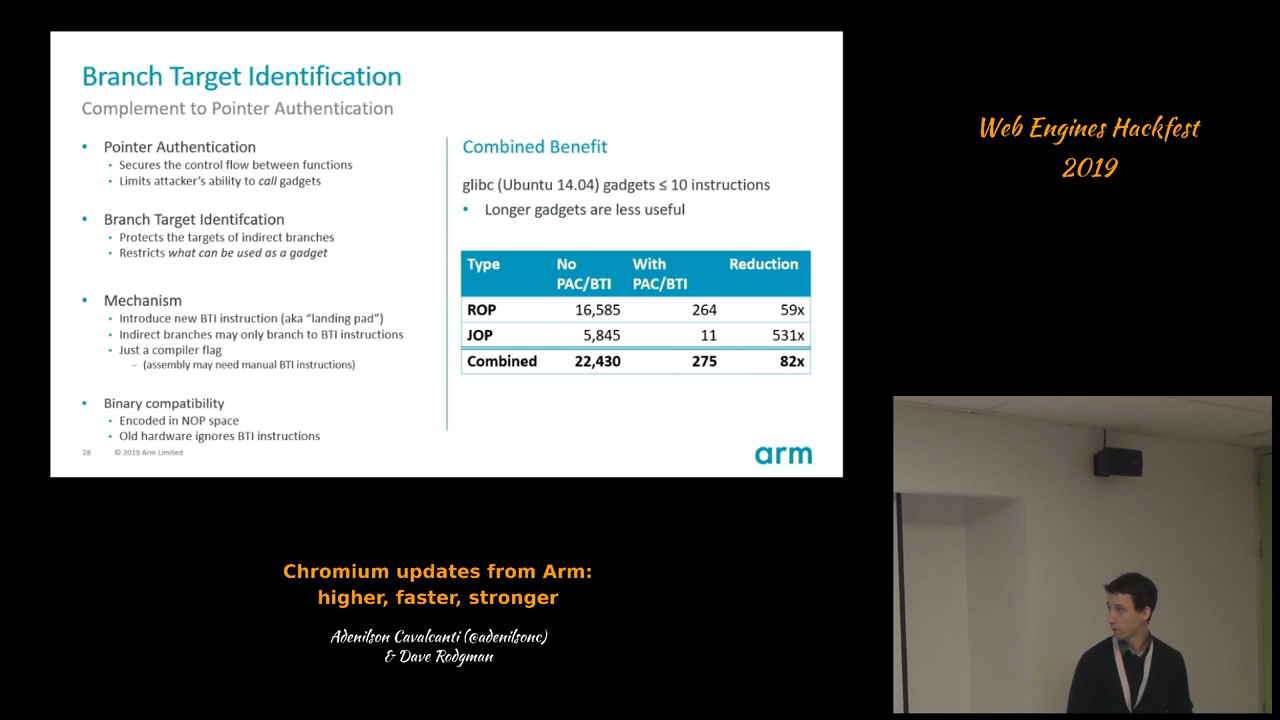 Branch Target Identification
Complement to Pointer Authentication
• Pointer Authentication
• Secures the control flow between functions
• Limits attacker's ability to call gadgets
• Branch Target Identifcation
• Protects the targets of indirect branches
• Restricts what can be used as a gadget
• Mechanism
• Introduce new BTI instruction (aka “landing pad”)
• Indirect branches may only branch to BTI instructions
• Just a compiler flag
– (assembly may need manual BTI instructions)
• Binary compatibility
• Encoded in NOP space
• Old hardware ignores BTI instructions
28 © 2019 Arm Limited
Combined Benefit
glibc (Ubuntu 14.04) gadgets ≤ 10 instructions
• Longer gadgets are less useful
Type No PAC/BTI With PAC/BTI Reduction
ROP 16,585 264 59x
JOP 5,845 11 531x
Combined 22,430 275 82x
arm
Web Engines Hackfest
2019
Chromium updates from Arm:
higher, faster, stronger
Adenilson Cavalcanti (@adenilsonc)
& Dave Rodgman